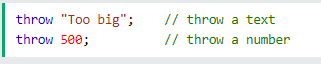 throw "Too big";    // throw a text
throw 500;          // throw a number